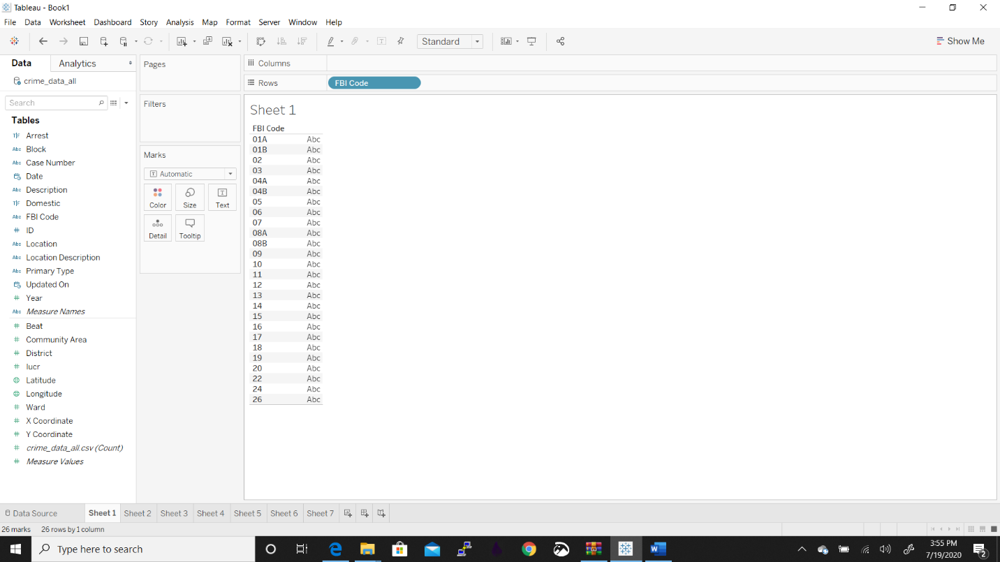 Tableau - Book1
File Data Worksheet Dashboard Story Analysis Map Format Server Window Help
Standard
Show Me
Data Analytics
crime_data_all
Search
Tables
T|F Arrest
Abc Block
Abc Case Number
Date
Abc Description
T|F Domestic
Abc FBI Code
# ID
Abc Location
Abc Location Description
Abc Primary Type
Updated On
# Year
Abc Measure Names
# Beat
# Community Area
# District
# Iucr
Latitude
Longitude
# Ward
# X Coordinate
# Y Coordinate
# crime_data_all.csv (Count)
# Measure Values
Pages
Filters
Marks
Automatic
Color Size Text
Detail Tooltip
Columns
Rows FBI Code
Sheet 1
FBI Code
01A Abc
01B Abc
02 Abc
03 Abc
04A Abc
04B Abc
05 Abc
06 Abc
07 Abc
08A Abc
08B Abc
09 Abc
10 Abc
11 Abc
12 Abc
13 Abc
14 Abc
15 Abc
16 Abc
17 Abc
18 Abc
19 Abc
20 Abc
22 Abc
24 Abc
26 Abc
Data Source Sheet 1 Sheet 2 Sheet 3 Sheet 4 Sheet 5 Sheet 6 Sheet 7
26 marks 26 rows by 1 column
Type here to search
3:55 PM
7/19/2020
2